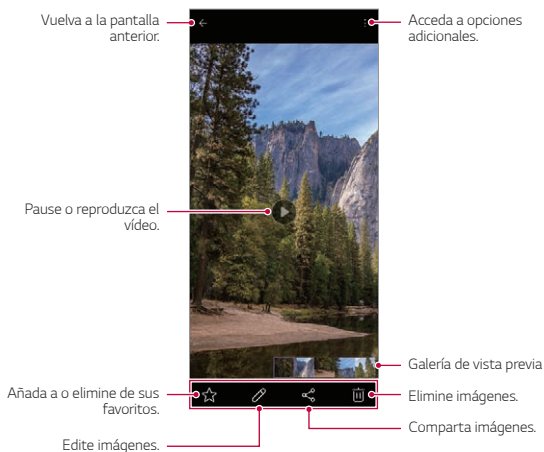 Vuelva a la pantalla
anterior.
Acceda a opciones
adicionales.
Pause o reproduzca el
vídeo.
Galería de vista previa
Añada a o elimine de sus
favoritos.
Elimine imágenes.
Comparta imágenes.
Edite imágenes.